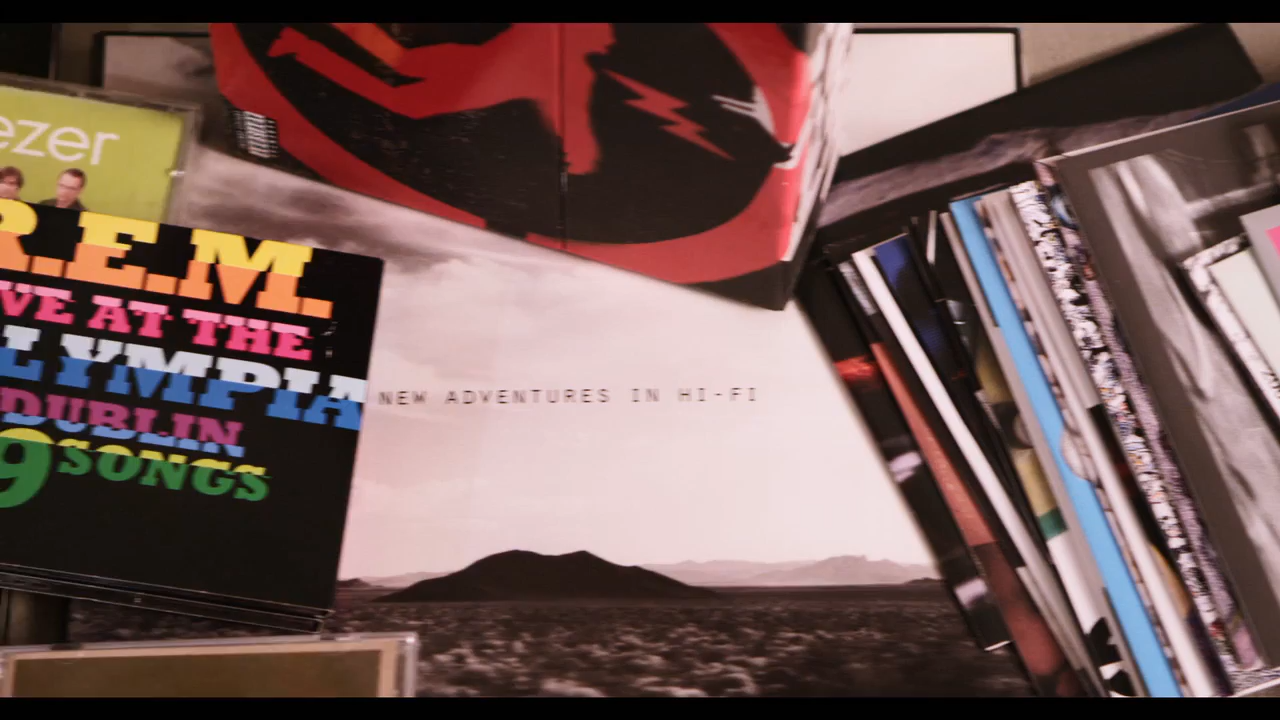 ezer
R.E.M.
VE AT THE
LYMPIA
DUBLIN
9 SONGS
NEW ADVENTURES IN HI-FI